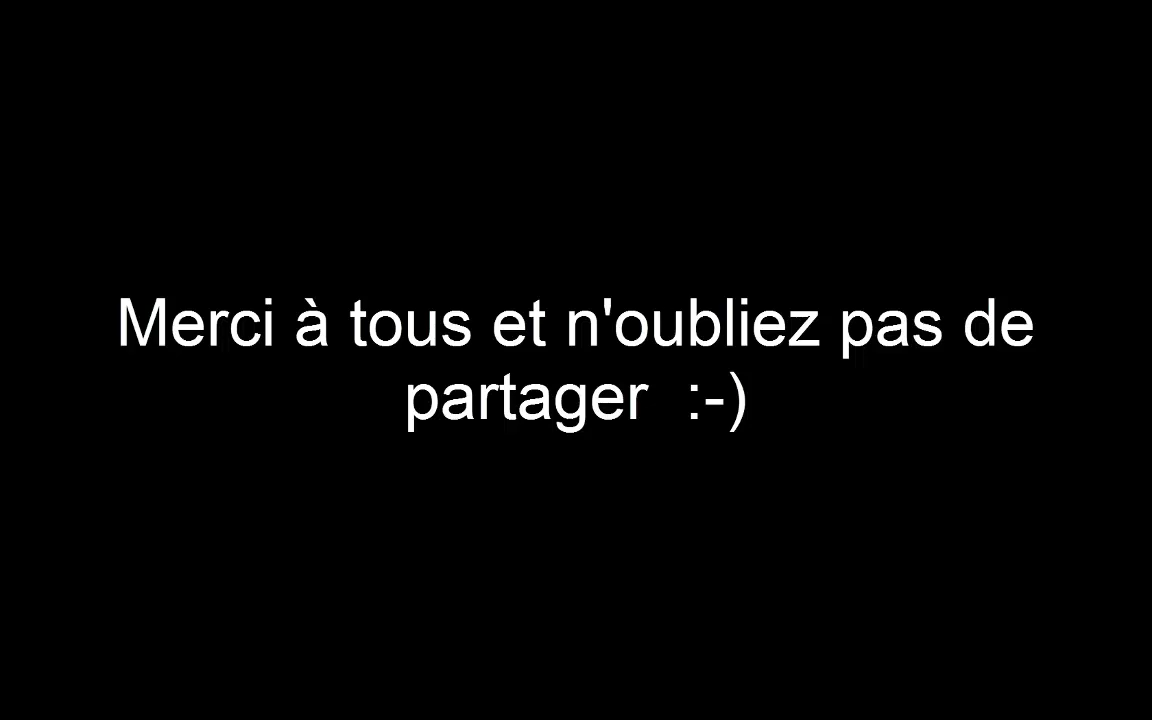 Merci à tous et n'oubliez pas de
partager  :-)